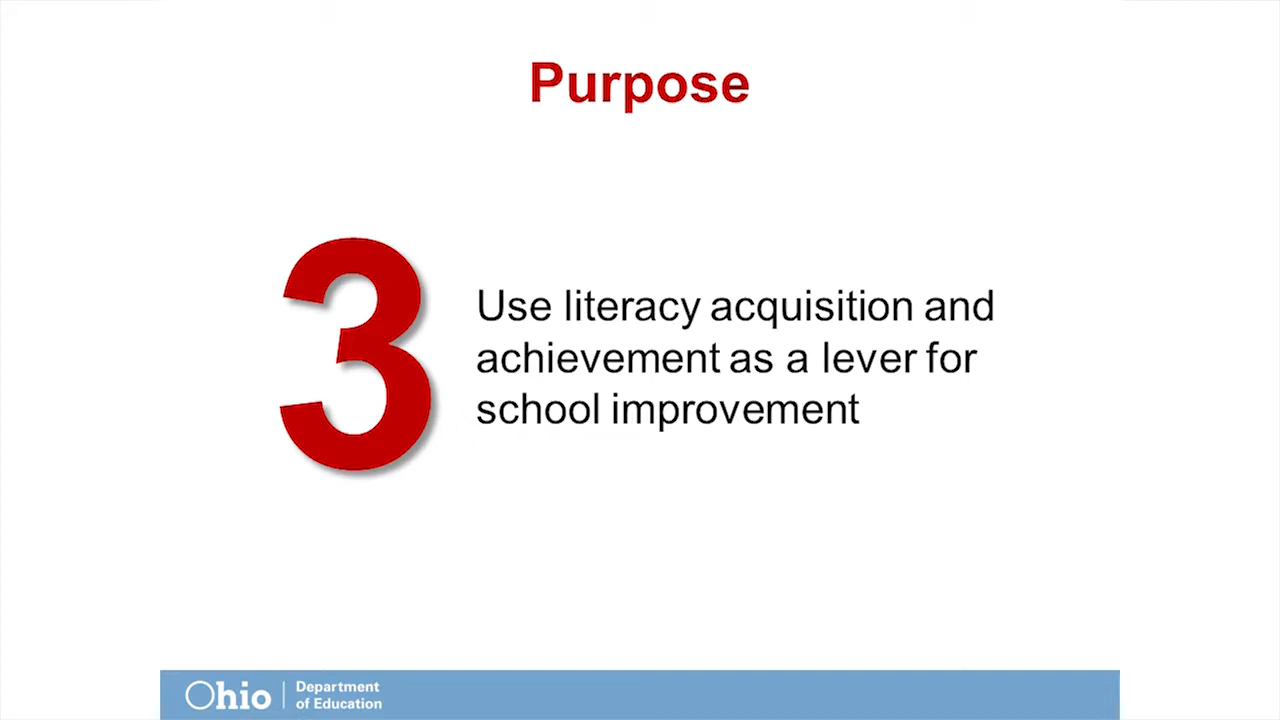 Purpose
3
Use literacy acquisition and
achievement as a lever for
school improvement
Ohio
Department
of Education